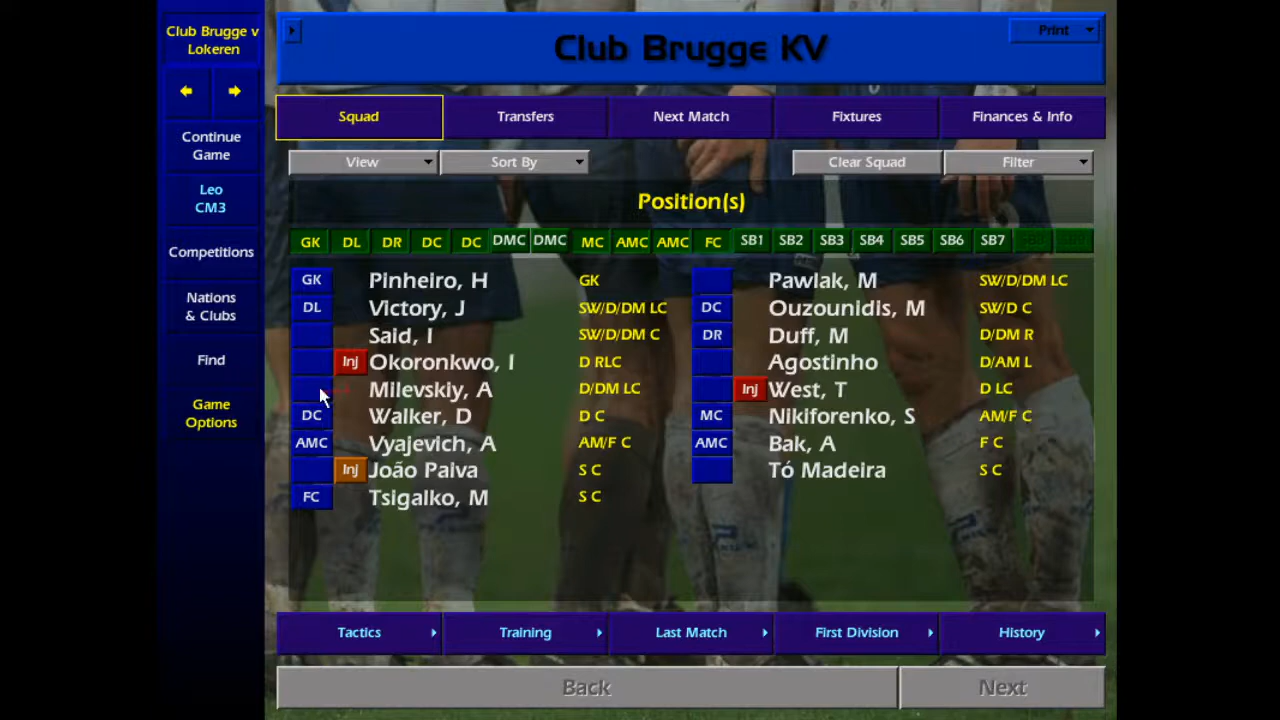 Club Brugge v
Lokeren
Continue
Game
Leo
CM3
Competitions
Nations
& Clubs
Find
Game
Options
Club Brugge KV
Print
Squad
Transfers
Next Match
Fixtures
Finances & Info
View
Sort By
Clear Squad
Filter
Position(s)
GK DL DR DC DC DMC DMC MC AMC AMC FC SB1 SB2 SB3 SB4 SB5 SB6 SB7
GK Pinheiro, H GK
Pawlak, M SW/D/DM LC
DL Victory, J SW/D/DM LC
DC Ouzounidis, M SW/D C
Said, I SW/D/DM C
DR Duff, M D/DM R
Inj Okoronkwo, I D RLC
Agostinho D/AM L
Milevskiy, A D/DM LC
Inj West, T D LC
DC Walker, D D C
MC Nikiforenko, S AM/F C
AMC Vyajevich, A AM/F C
AMC Bak, A F C
Inj João Paiva S C
Tó Madeira S C
FC Tsigalko, M S C
Tactics
Training
Last Match
First Division
History
Back
Next